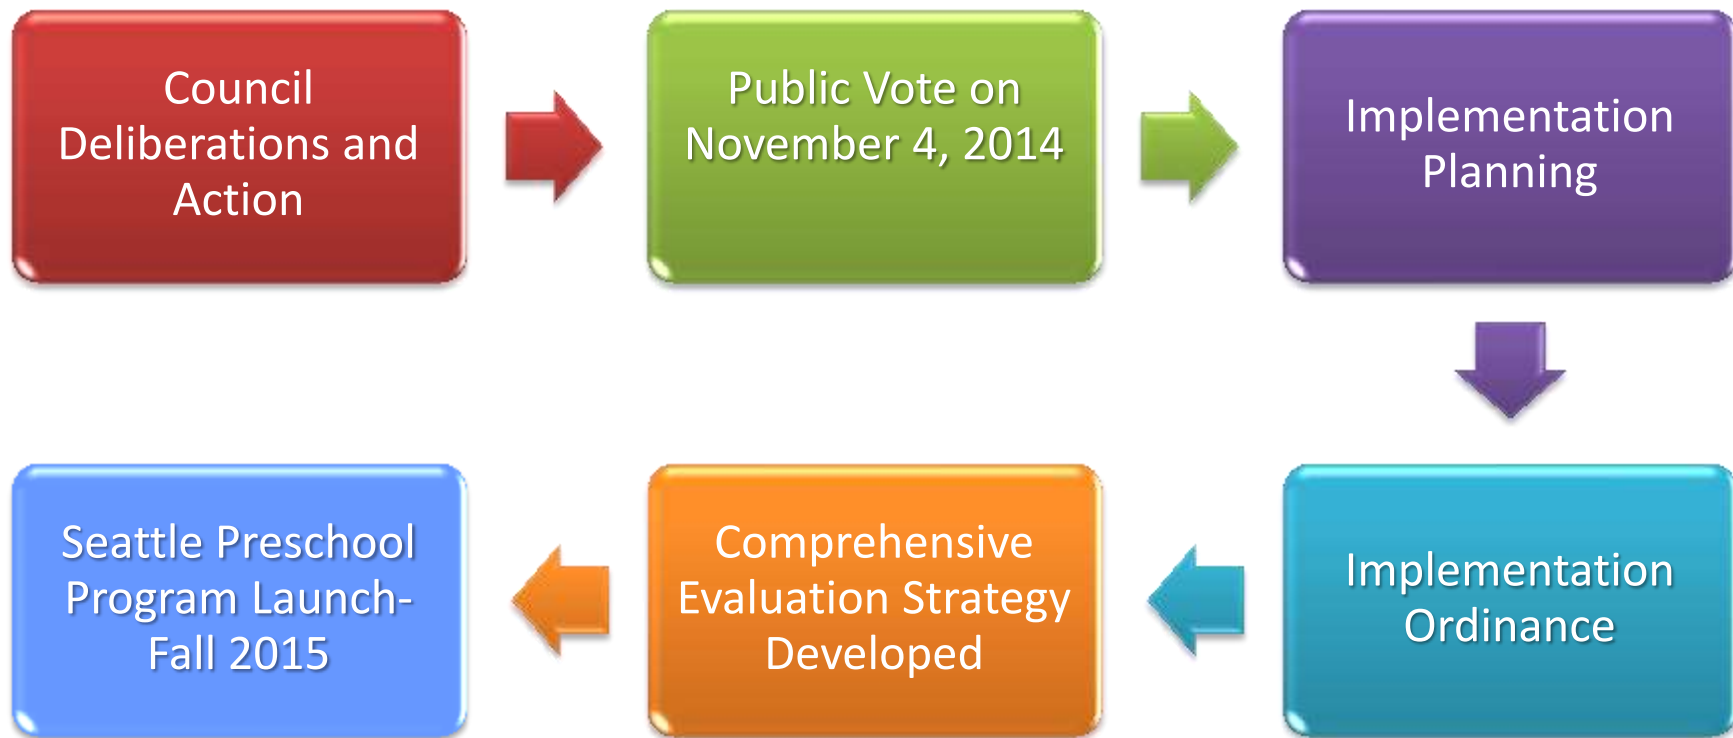 Council
Deliberations and
Action
Public Vote on
November 4, 2014
Implementation
Planning
Implementation
Ordinance
Comprehensive
Evaluation Strategy
Developed
Seattle Preschool
Program Launch-
Fall 2015